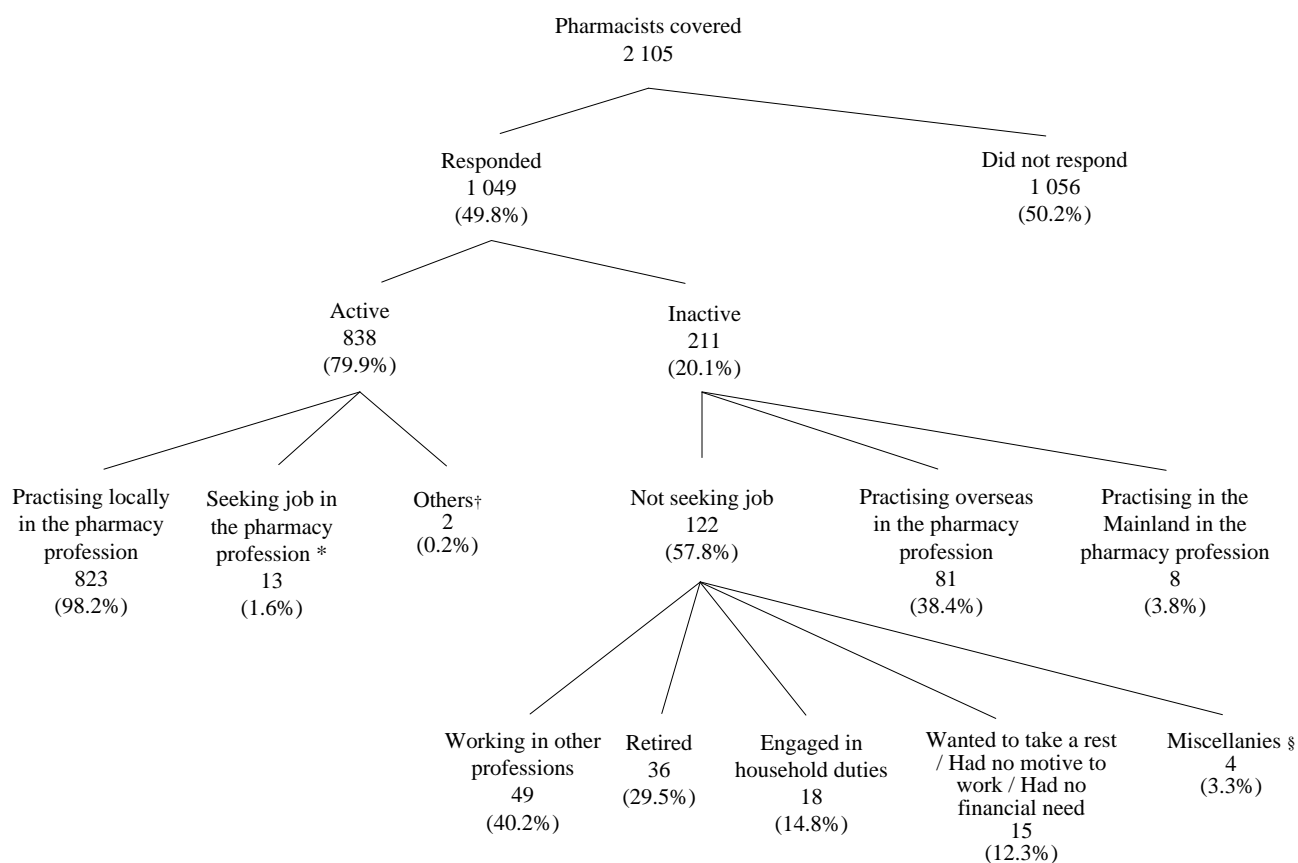 Pharmacists covered
2 105
Responded
1 049
(49.8%)
Did not respond
1 056
(50.2%)
Active
838
(79.9%)
Inactive
211
(20.1%)
Practising locally
in the pharmacy
profession
823
(98.2%)
Seeking job in
the pharmacy
profession *
13
(1.6%)
Others†
2
(0.2%)
Not seeking job
122
(57.8%)
Practising overseas
in the pharmacy
profession
81
(38.4%)
Practising in the
Mainland in the
pharmacy profession
8
(3.8%)
Working in other
professions
49
(40.2%)
Retired
36
(29.5%)
Engaged in
household duties
18
(14.8%)
Wanted to take a rest
/ Had no motive to
work / Had no
financial need
15
(12.3%)
Miscellanies §
4
(3.3%)